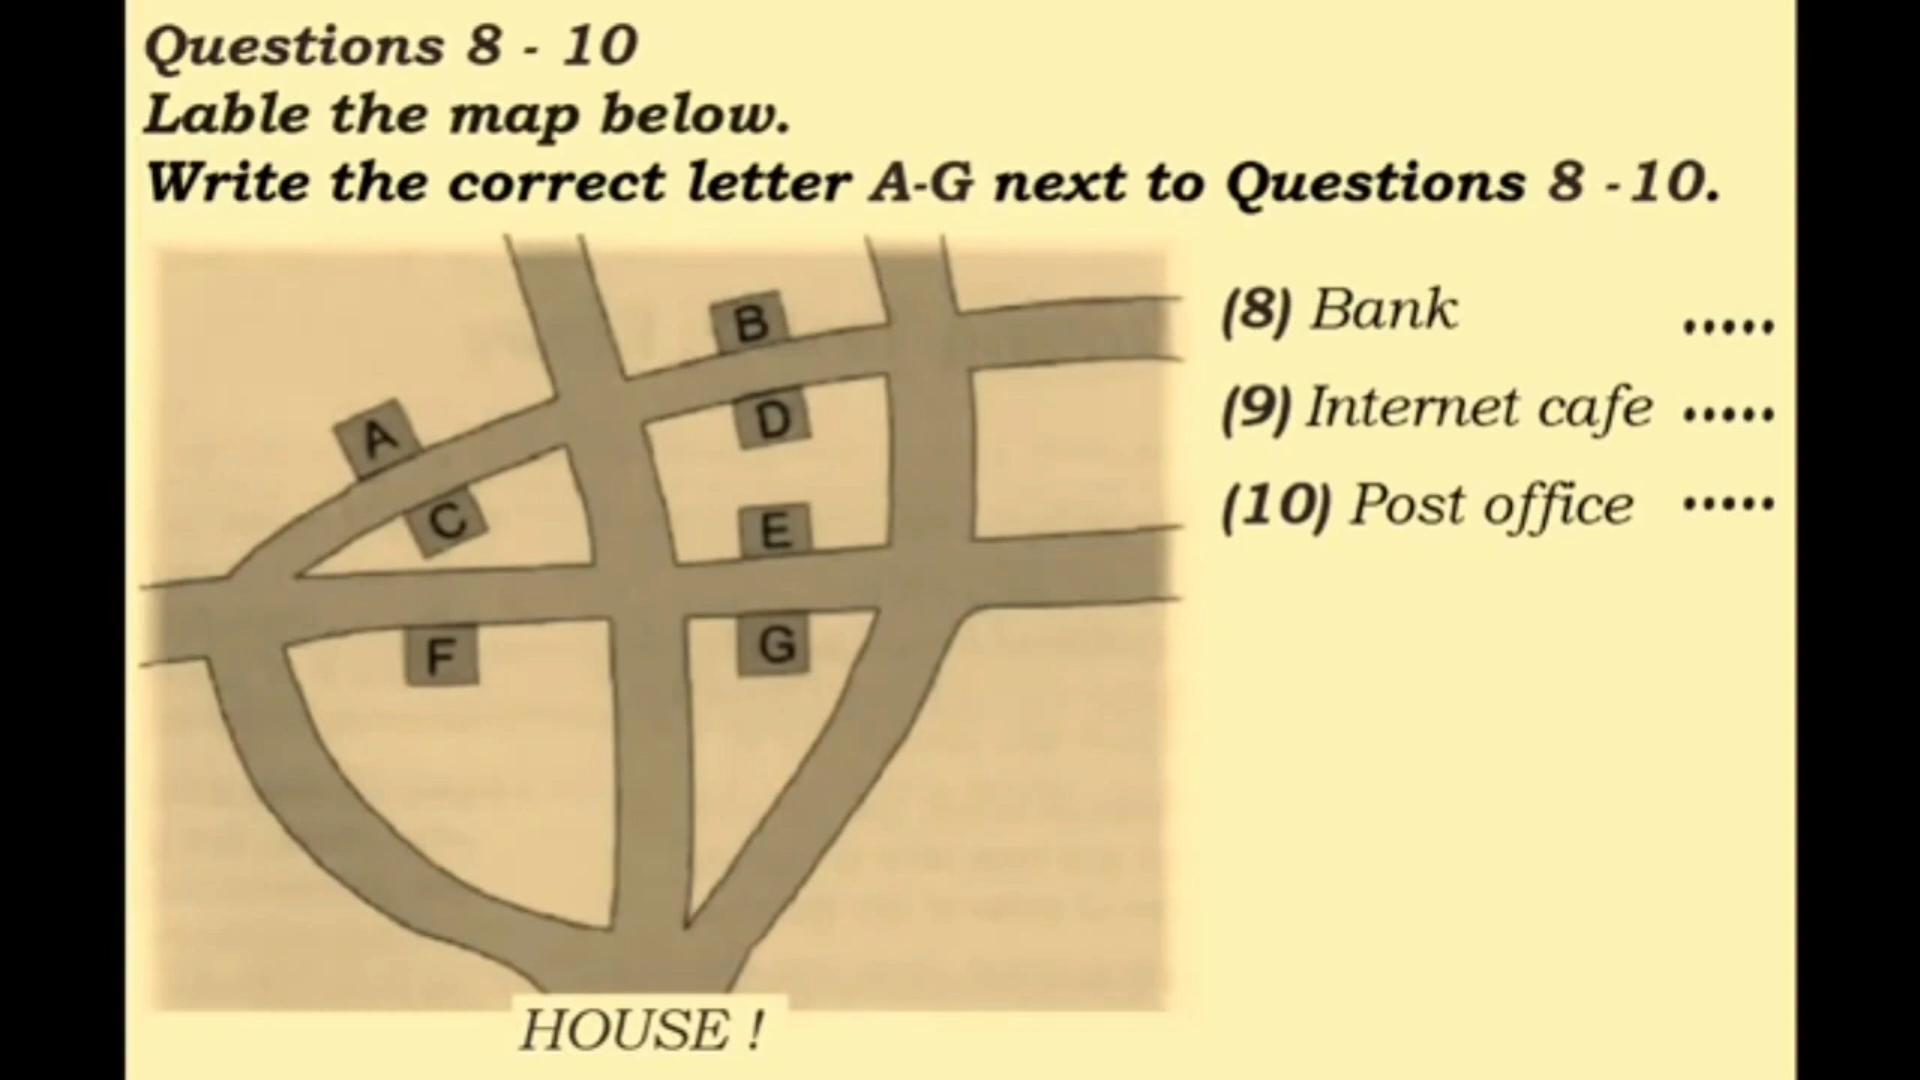 Questions 8 - 10
Lable the map below.
Write the correct letter A-G next to Questions 8 -10.
(8) Bank .....
(9) Internet cafe .....
(10) Post office .....
B
A
D
C
E
F
G
HOUSE !